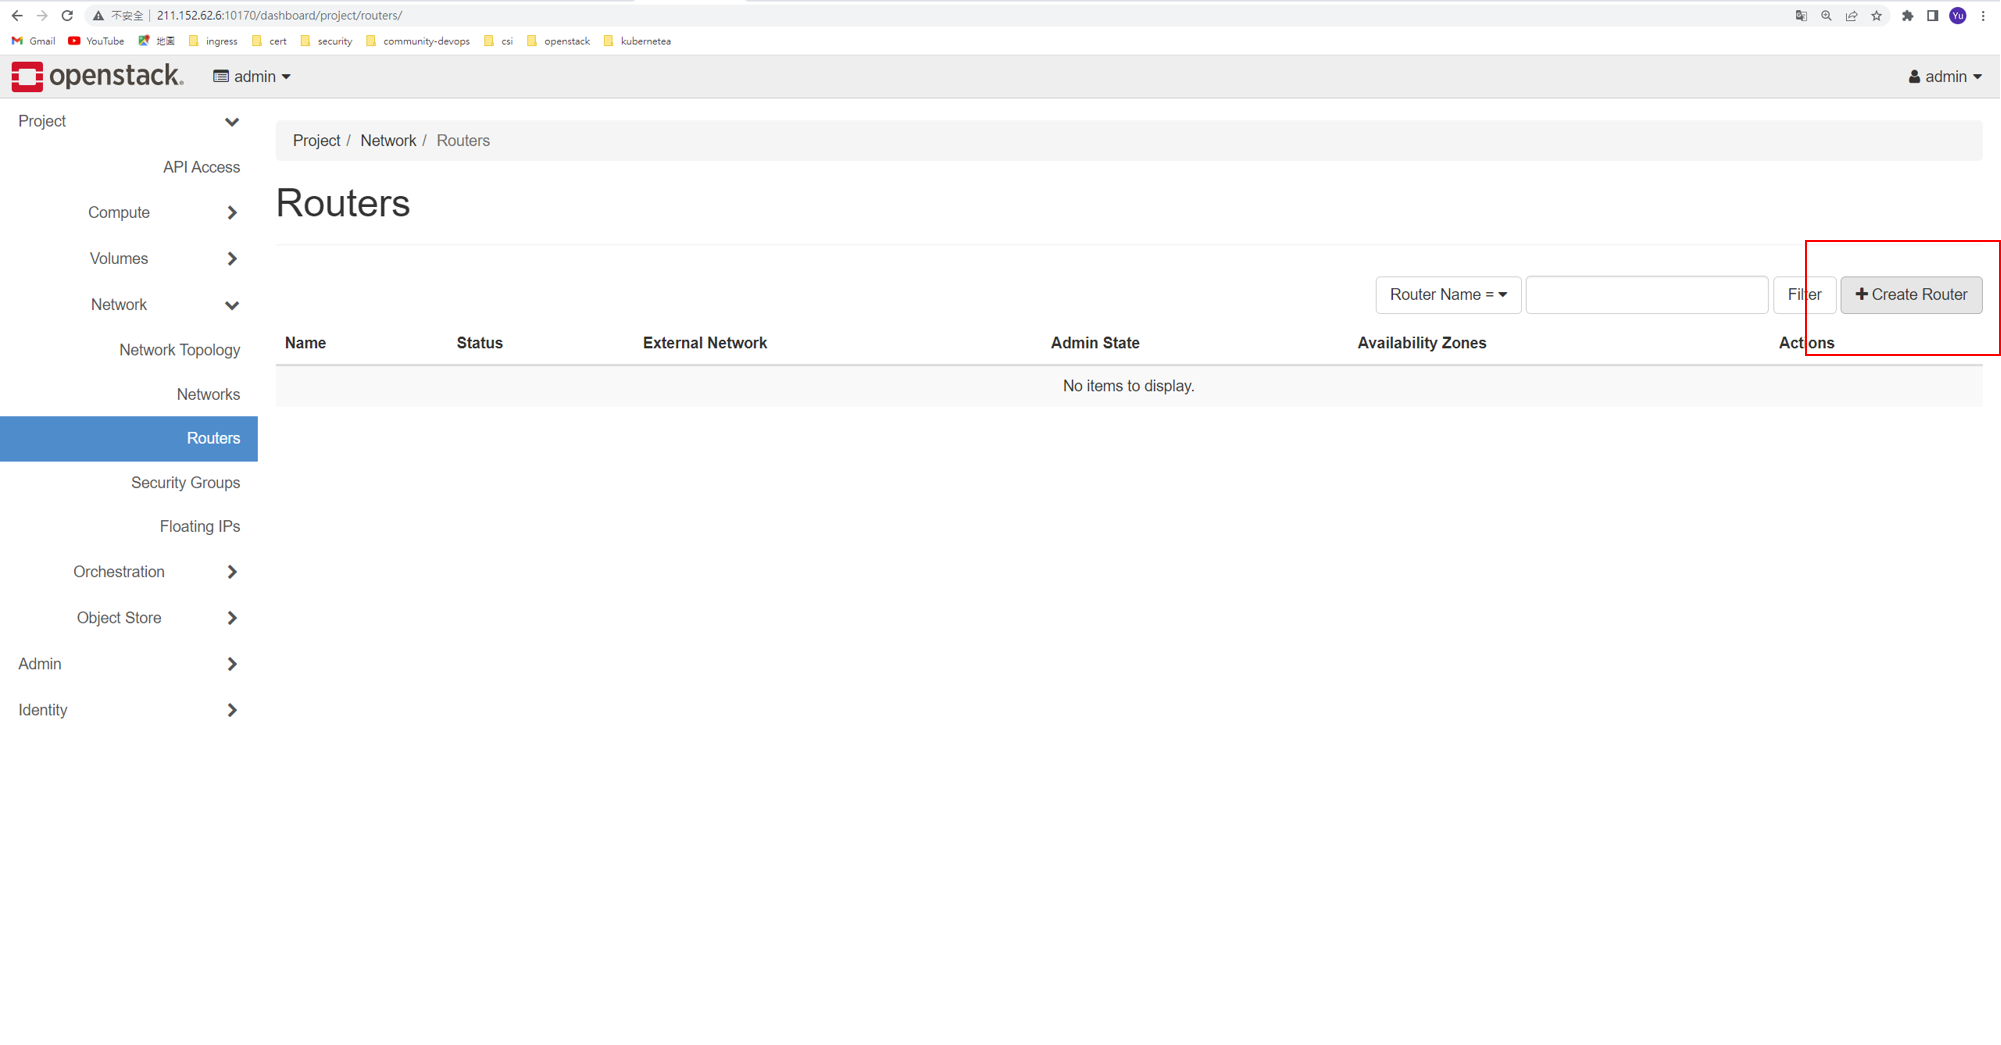 不安全 | 211.152.62.6:10170/dashboard/project/routers/
Yu
Gmail YouTube 地圖 ingress cert security community-devops csi openstack kubernetea
openstack. admin admin
Project
Project / Network / Routers
API Access
Routers
Compute
Volumes
Network
Router Name = Filter Create Router
Name Status External Network Admin State Availability Zones Actions
No items to display.
Network Topology
Networks
Routers
Security Groups
Floating IPs
Orchestration
Object Store
Admin
Identity